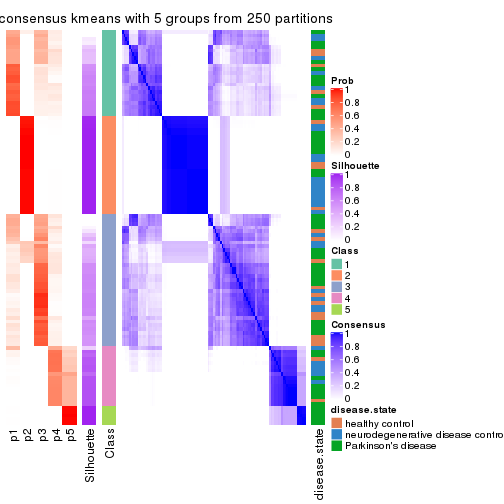 consensus kmeans with 5 groups from 250 partitions
Prob
1
0.8
0.6
0.4
0.2
0
Silhouette
1
0.8
0.6
0.4
0.2
0
Class
1
2
3
4
5
Consensus
1
0.8
0.6
0.4
0.2
0
disease.state
healthy control
neurodegenerative disease contro
Parkinson's disease
p1
p2
p3
p4
p5
Silhouette
Class
disease.state